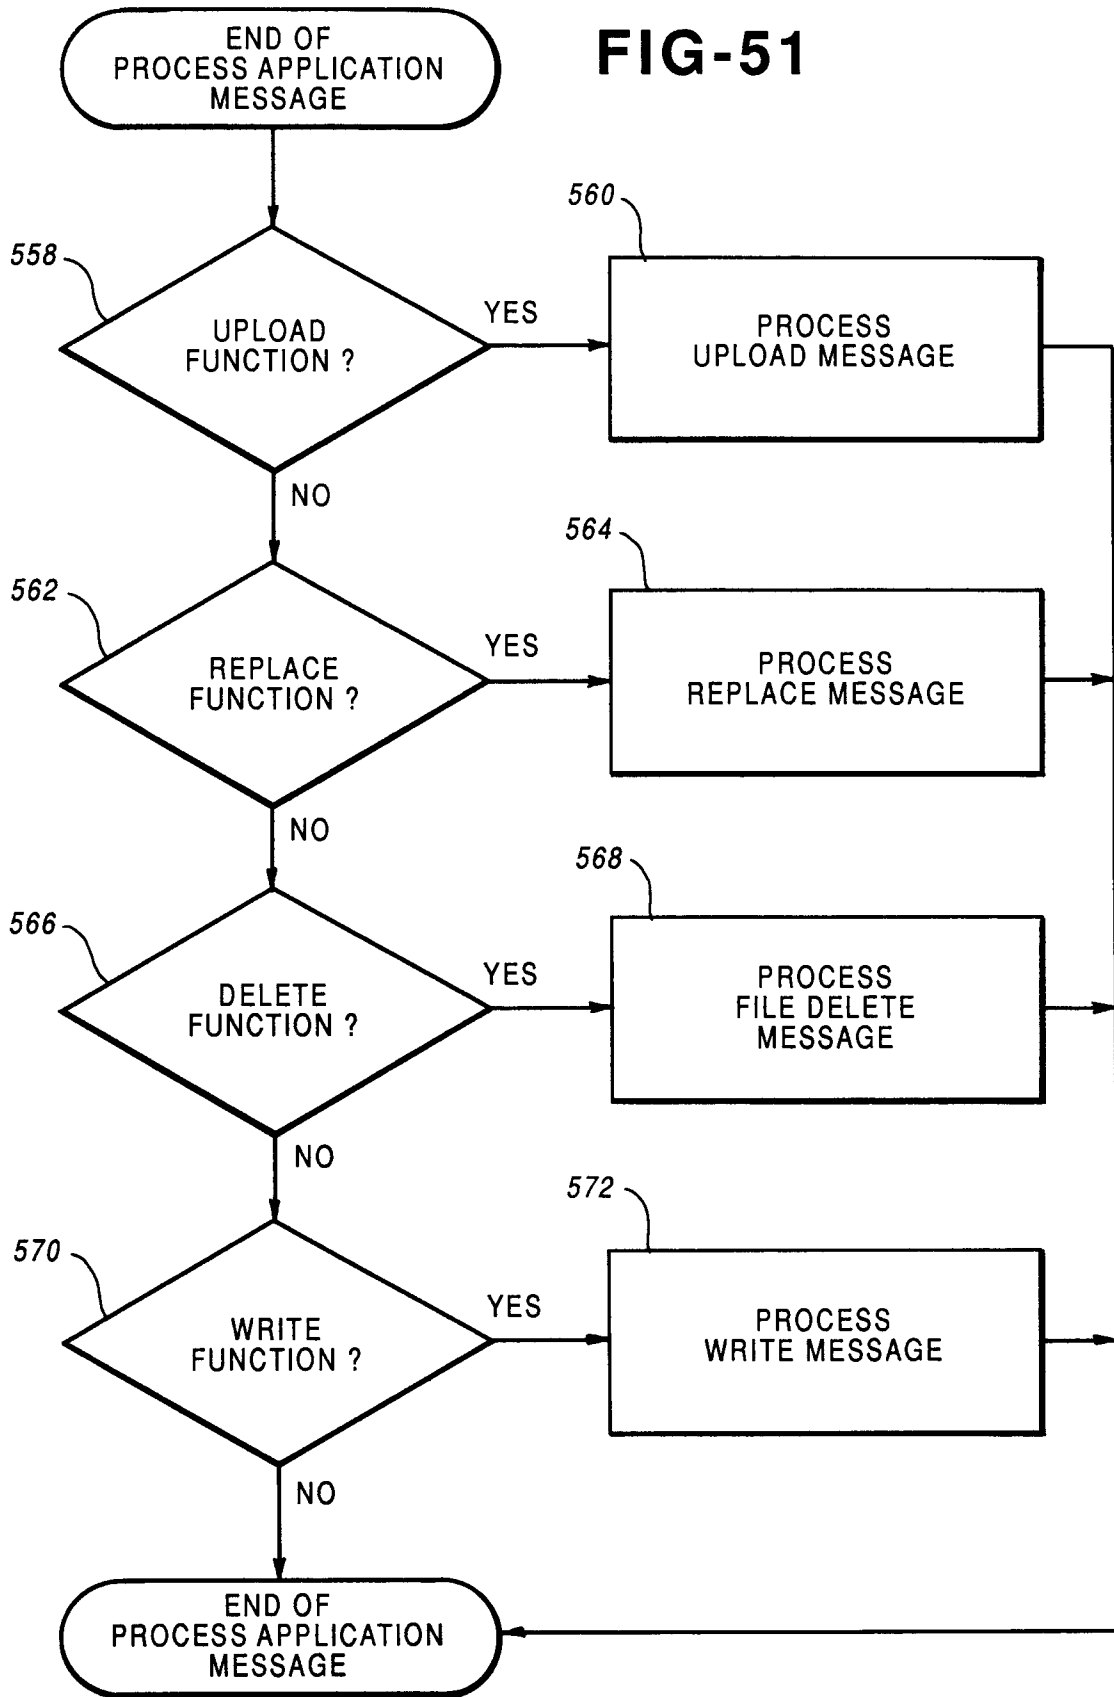 END OF
PROCESS APPLICATION
MESSAGE
FIG-51
558
UPLOAD
FUNCTION ?
YES
560
PROCESS
UPLOAD MESSAGE
NO
562
REPLACE
FUNCTION ?
YES
564
PROCESS
REPLACE MESSAGE
NO
566
DELETE
FUNCTION ?
YES
568
PROCESS
FILE DELETE
MESSAGE
NO
570
WRITE
FUNCTION ?
YES
572
PROCESS
WRITE MESSAGE
NO
END OF
PROCESS APPLICATION
MESSAGE